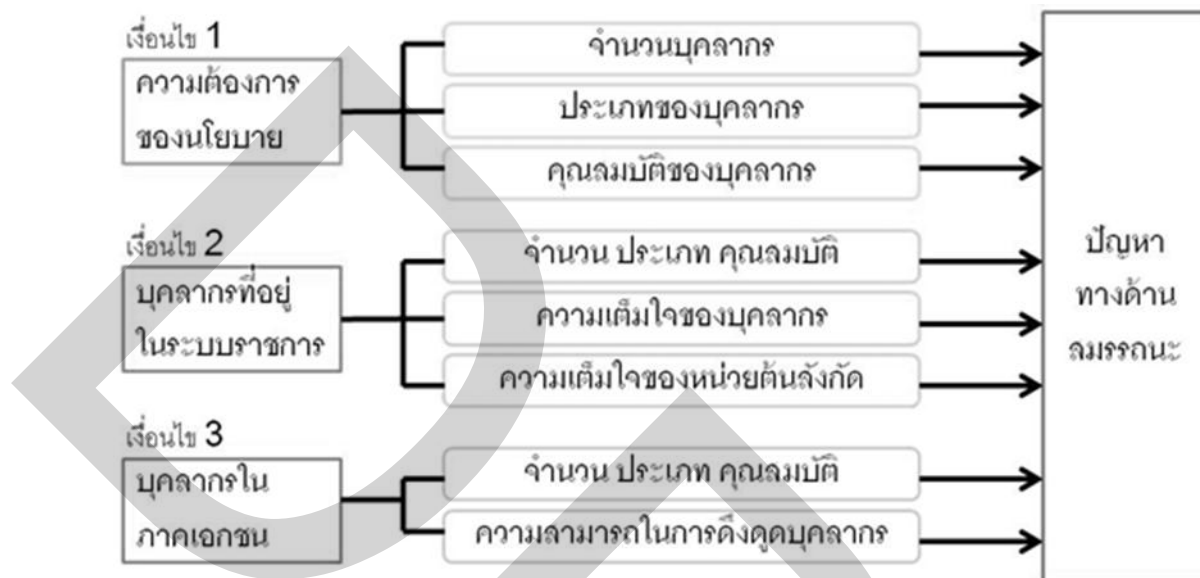 เงื่อนไข 1
ความต้องการ
ของนโยบาย
จำนวนบุคลากร
ประเภทของบุคลากร
คุณสมบัติของบุคลากร
เงื่อนไข 2
บุคลากรที่อยู่
ในระบบราชการ
จำนวน ประเภท คุณสมบัติ
ความเต็มใจของบุคลากร
ความเต็มใจของหน่วยต้นสังกัด
เงื่อนไข 3
บุคลากรใน
ภาคเอกชน
จำนวน ประเภท คุณสมบัติ
ความสามารถในการดึงดูดบุคลากร
ปัญหา
ทางด้าน
สมรรถนะ